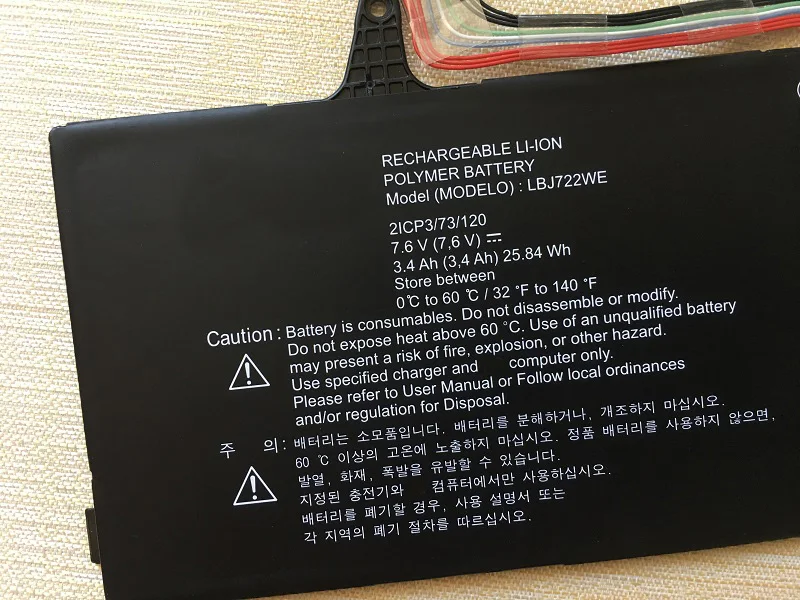 RECHARGEABLE LI-ION
POLYMER BATTERY
Model (MODELO) : LBJ722WE
2ICP3/73/120
7.6 V (7,6 V)
3.4 Ah (3,4 Ah) 25.84 Wh
Store between
0℃ to 60 ℃ / 32 °F to 140 °F
Caution : Battery is consumables. Do not disassemble or modify.
Do not expose heat above 60 °C. Use of an unqualified battery
may present a risk of fire, explosion, or other hazard.
Use specified charger and computer only.
Please refer to User Manual or Follow local ordinances
and/or regulation for Disposal.
주 의 : 배터리는 소모품입니다. 배터리를 분해하거나, 개조하지 마십시오.
60 ℃ 이상의 고온에 노출하지 마십시오. 정품 배터리를 사용하지 않으면,
발열, 화재, 폭발을 유발할 수 있습니다.
지정된 충전기와 컴퓨터에서만 사용하십시오.
배터리를 폐기할 경우, 사용 설명서 또는
각 지역의 폐기 절차를 따르십시오.